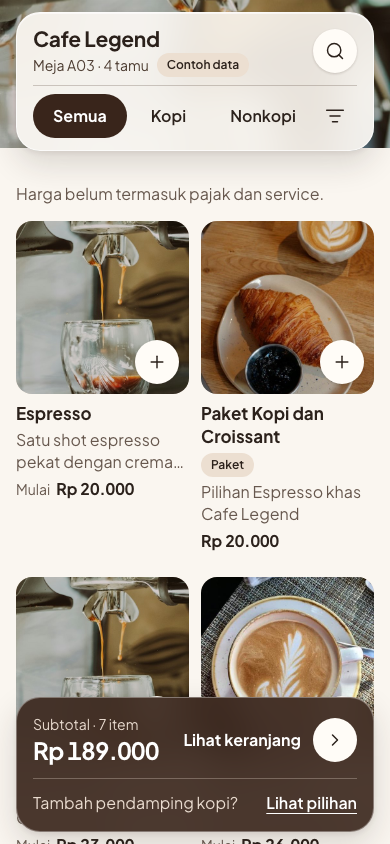 Cafe Legend
Meja A03 · 4 tamu Contoh data
Semua Kopi Nonkopi
Harga belum termasuk pajak dan service.
Espresso
Satu shot espresso
pekat dengan crema...
Mulai Rp 20.000
Paket Kopi dan
Croissant
Paket
Pilihan Espresso khas
Cafe Legend
Rp 20.000
Subtotal · 7 item
Rp 189.000
Lihat keranjang
Tambah pendamping kopi? Lihat pilihan